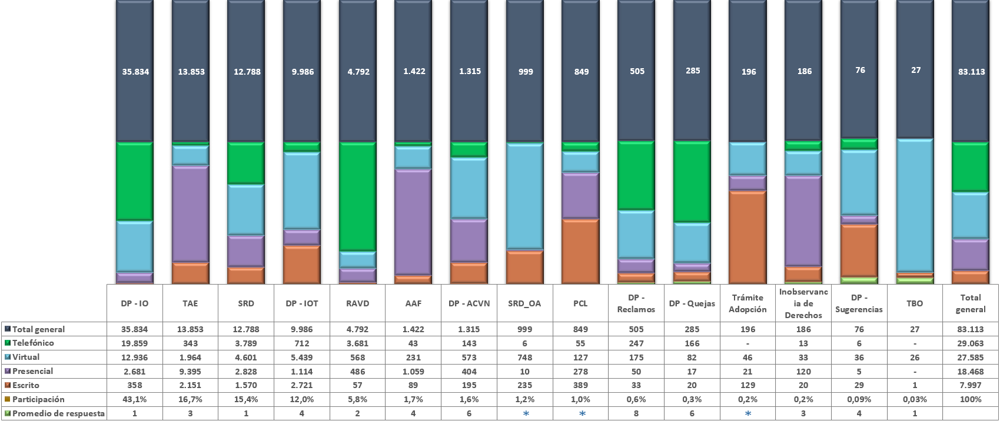 35.834 13.853 12.788 9.986 4.792 1.422 1.315 999 849 505 285 196 186 76 27 83.113
DP - IO TAE SRD DP - IOT RAVD AAF DP - ACVN SRD_OA PCL DP - Reclamos DP - Quejas Trámite Adopción Inobservancia de Derechos DP - Sugerencias TBO Total general
Total general 35.834 13.853 12.788 9.986 4.792 1.422 1.315 999 849 505 285 196 186 76 27 83.113
Telefónico 19.859 343 3.789 712 3.681 43 143 6 55 247 166 - 13 6 - 29.063
Virtual 12.936 1.964 4.601 5.439 568 231 573 748 127 175 82 46 33 36 26 27.585
Presencial 2.681 9.395 2.828 1.114 486 1.059 404 10 278 50 17 21 120 5 - 18.468
Escrito 358 2.151 1.570 2.721 57 89 195 235 389 33 20 129 20 29 1 7.997
Participación 43,1% 16,7% 15,4% 12,0% 5,8% 1,7% 1,6% 1,2% 1,0% 0,6% 0,3% 0,2% 0,2% 0,09% 0,03% 100%
Promedio de respuesta 1 3 1 4 2 4 6 * * 8 6 * 3 4 1